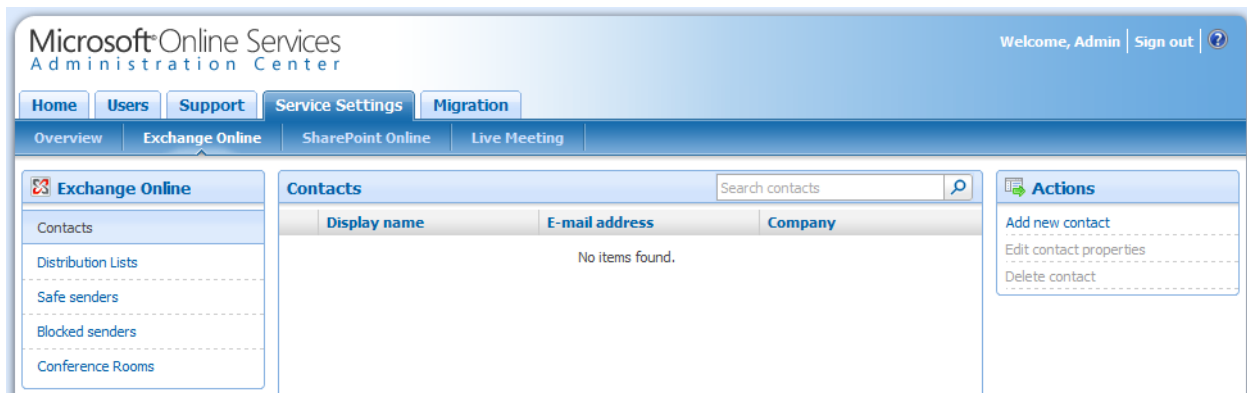 Microsoft® Online Services
Administration Center
Welcome, Admin | Sign out | ?
Home Users Support Service Settings Migration
Overview Exchange Online SharePoint Online Live Meeting
Exchange Online
Contacts
Distribution Lists
Safe senders
Blocked senders
Conference Rooms
Contacts Search contacts
Display name E-mail address Company
No items found.
Actions
Add new contact
Edit contact properties
Delete contact